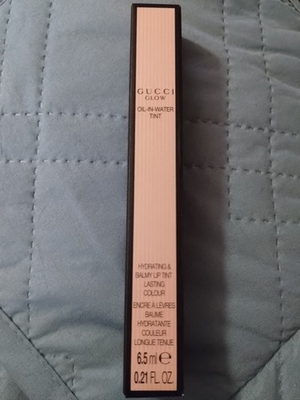 GUCCI
GLOW
OIL-IN-WATER
TINT
HYDRATING &
BALMY LIP TINT
LASTING
COLOUR
ENCRE À LÈVRES
BAUME
HYDRATANTE
COULEUR
LONGUE TENUE
6.5 ml ℮
0.21 FL. OZ.